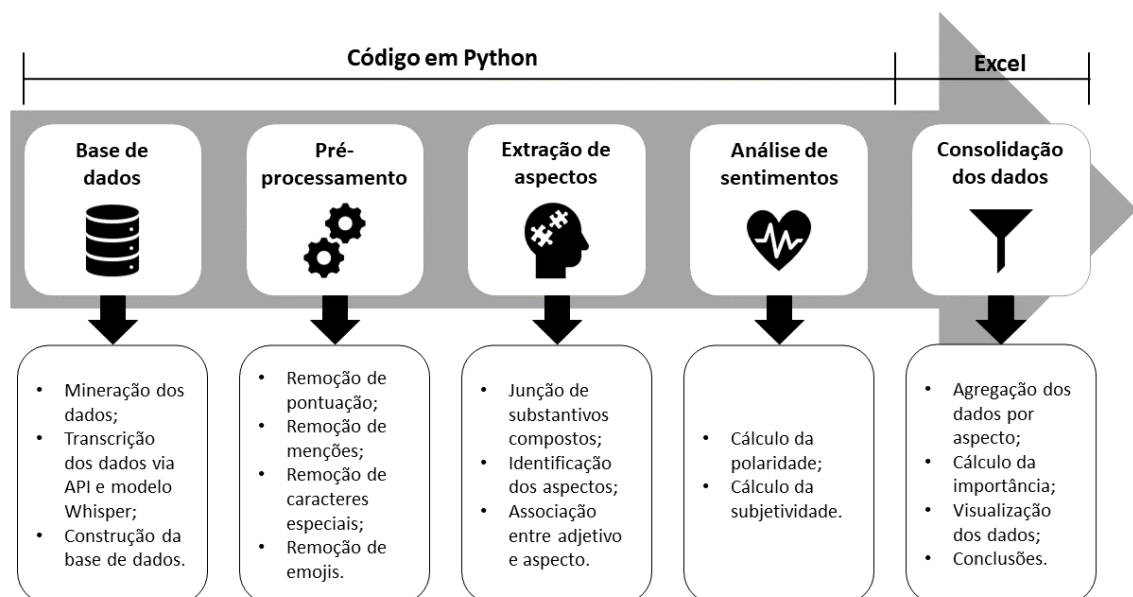 Código em Python
Excel
Base de
dados
Pré-
processamento
Extração de
aspectos
Análise de
sentimentos
Consolidação
dos dados
• Mineração dos
dados;
• Transcrição
dos dados via
API e modelo
Whisper;
• Construção da
base de dados.
• Remoção de
pontuação;
• Remoção de
menções;
• Remoção de
caracteres
especiais;
• Remoção de
emojis.
• Junção de
substantivos
compostos;
• Identificação
dos aspectos;
• Associação
entre adjetivo
e aspecto.
• Cálculo da
polaridade;
• Cálculo da
subjetividade.
• Agregação dos
dados por
aspecto;
• Cálculo da
importância;
• Visualização
dos dados;
• Conclusões.